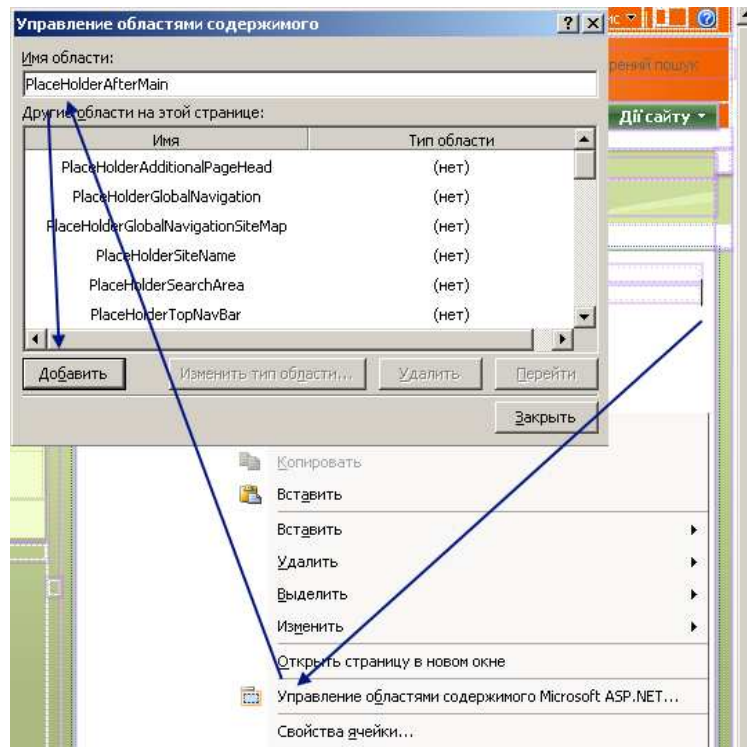 Управление областями содержимого
ис
Имя области:
PlaceHolderAfterMain
рений пошук
Другие области на этой странице:
Дії сайту
Имя Тип области
PlaceHolderAdditionalPageHead (нет)
PlaceHolderGlobalNavigation (нет)
PlaceHolderGlobalNavigationSiteMap (нет)
PlaceHolderSiteName (нет)
PlaceHolderSearchArea (нет)
PlaceHolderTopNavBar (нет)
Добавить Изменить тип области... Удалить Перейти
Закрыть
Копировать
Вставить
Вставить
Удалить
Выделить
Изменить
Открыть страницу в новом окне
Управление областями содержимого Microsoft ASP.NET...
Свойства ячейки...